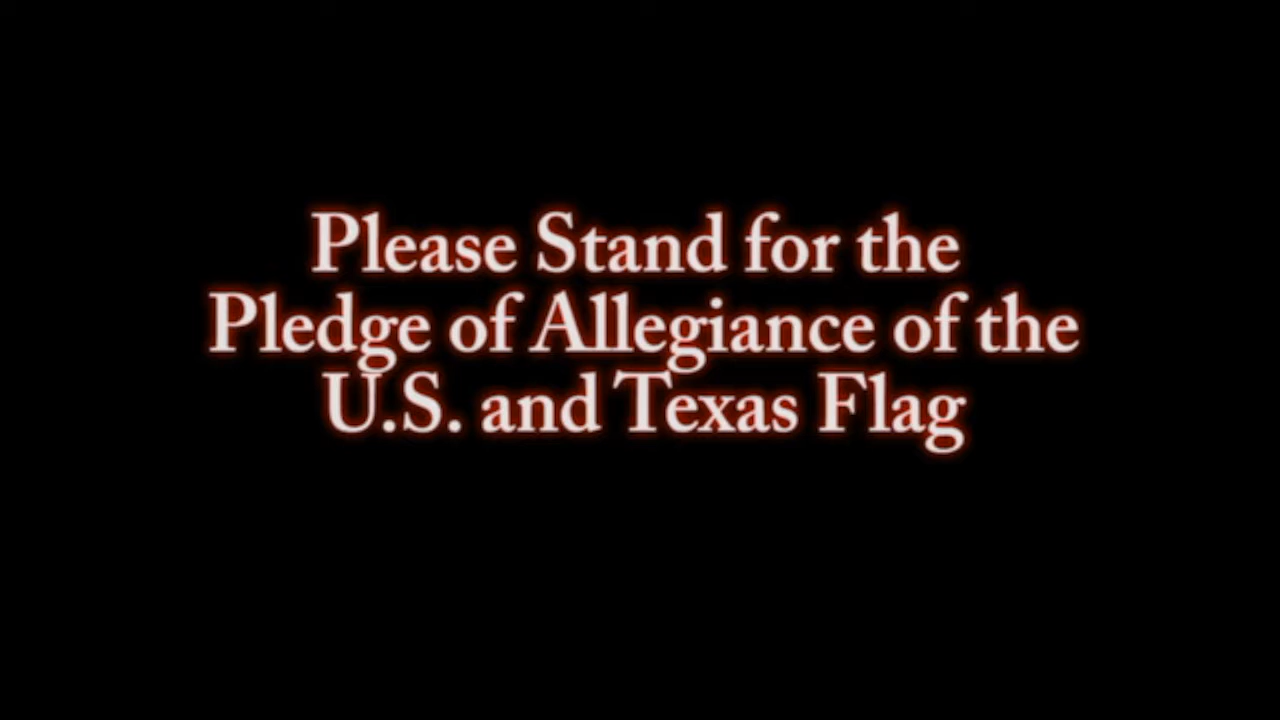 Please Stand for the
Pledge of Allegiance of the
U.S. and Texas Flag